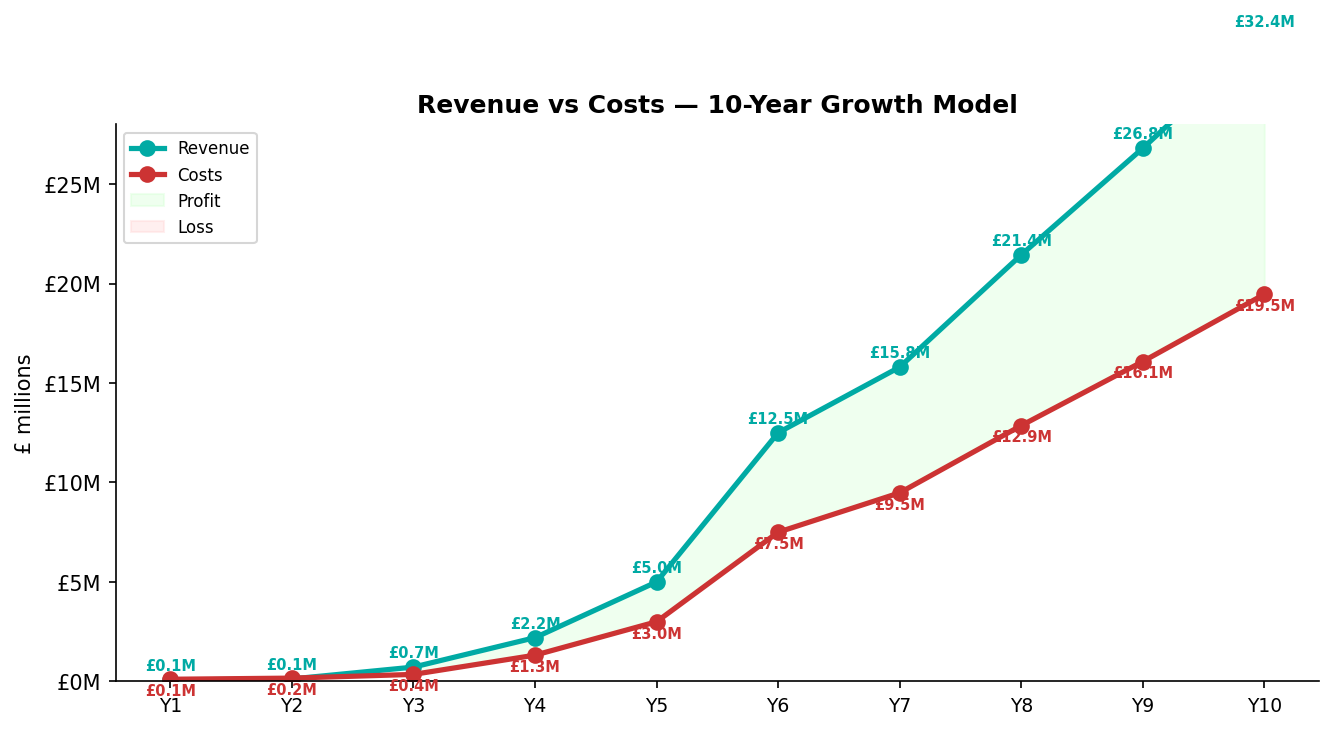 £32.4M
Revenue vs Costs — 10-Year Growth Model
Revenue
Costs
Profit
Loss
£ millions
£25M
£20M
£15M
£10M
£5M
£0M
£0.1M
£0.1M
£0.7M
£2.2M
£5.0M
£12.5M
£15.8M
£21.4M
£26.8M
£0.1M
£0.2M
£0.4M
£1.3M
£3.0M
£7.5M
£9.5M
£12.9M
£16.1M
£19.5M
Y1 Y2 Y3 Y4 Y5 Y6 Y7 Y8 Y9 Y10